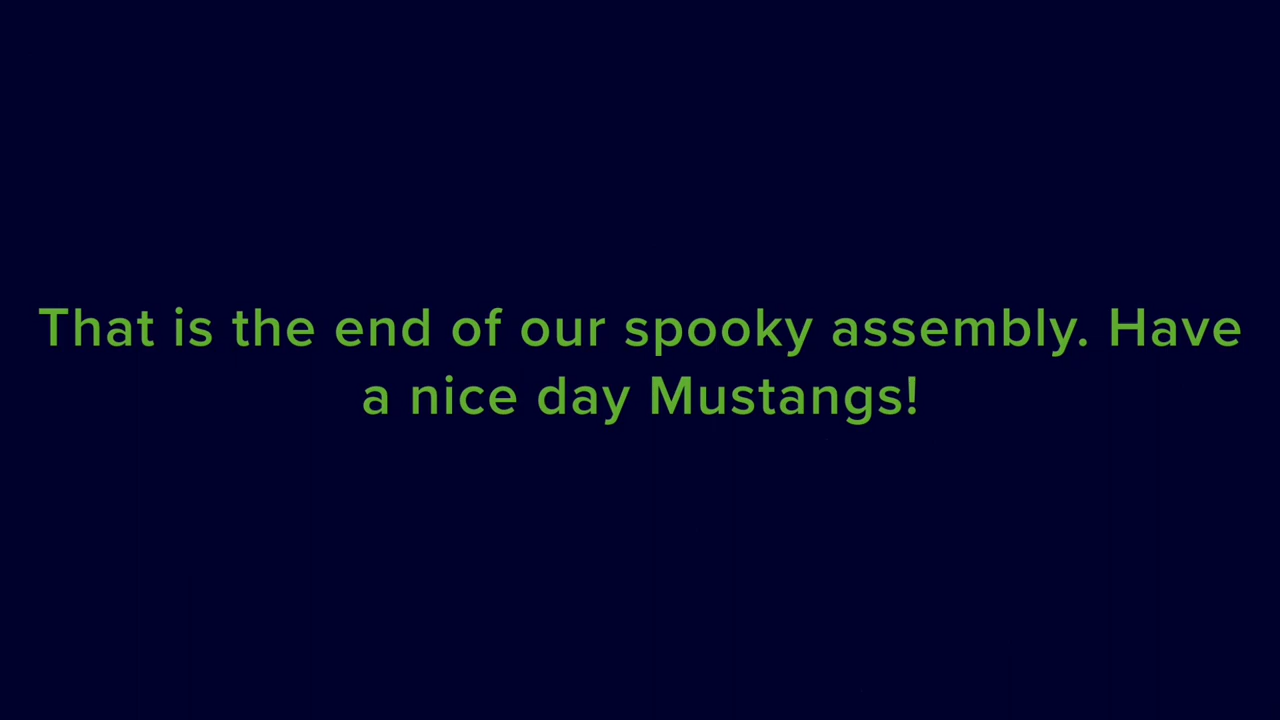 That is the end of our spooky assembly. Have
a nice day Mustangs!